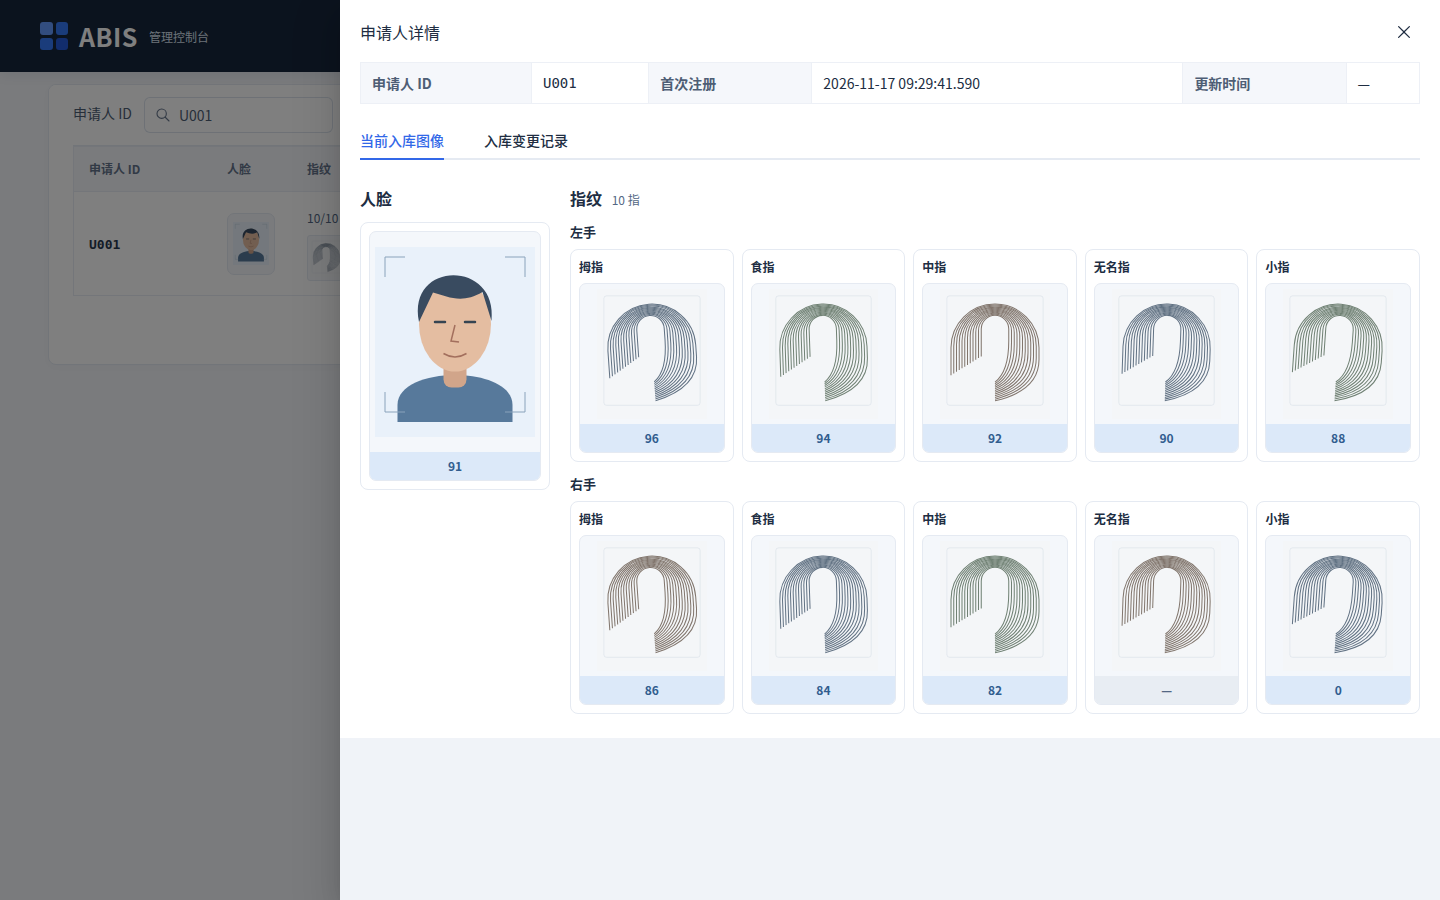 ABIS 管理控制台
申请人 ID U001
申请人 ID 人脸 指纹
U001 10/10
申请人详情
申请人 ID U001 首次注册 2026-11-17 09:29:41.590 更新时间 —
当前入库图像 入库变更记录
人脸
91
指纹 10 指
左手
拇指 食指 中指 无名指 小指
96 94 92 90 88
右手
拇指 食指 中指 无名指 小指
86 84 82 — 0